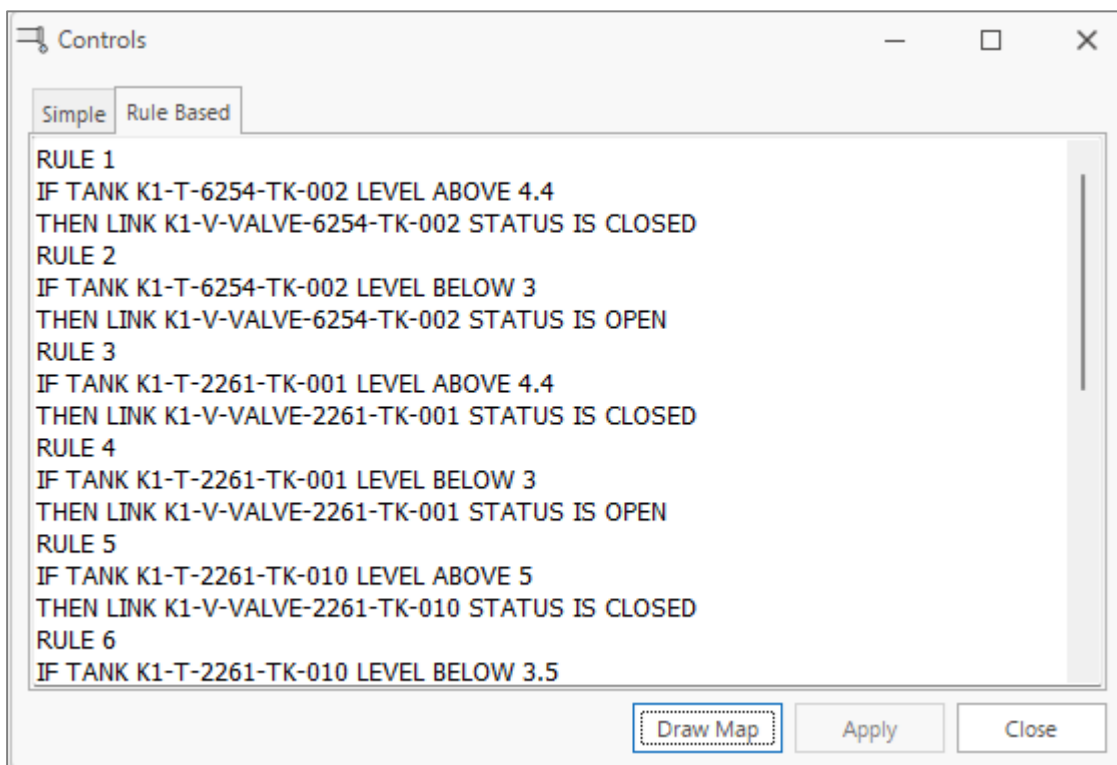 Controls
Simple Rule Based
RULE 1
IF TANK K1-T-6254-TK-002 LEVEL ABOVE 4.4
THEN LINK K1-V-VALVE-6254-TK-002 STATUS IS CLOSED
RULE 2
IF TANK K1-T-6254-TK-002 LEVEL BELOW 3
THEN LINK K1-V-VALVE-6254-TK-002 STATUS IS OPEN
RULE 3
IF TANK K1-T-2261-TK-001 LEVEL ABOVE 4.4
THEN LINK K1-V-VALVE-2261-TK-001 STATUS IS CLOSED
RULE 4
IF TANK K1-T-2261-TK-001 LEVEL BELOW 3
THEN LINK K1-V-VALVE-2261-TK-001 STATUS IS OPEN
RULE 5
IF TANK K1-T-2261-TK-010 LEVEL ABOVE 5
THEN LINK K1-V-VALVE-2261-TK-010 STATUS IS CLOSED
RULE 6
IF TANK K1-T-2261-TK-010 LEVEL BELOW 3.5
Draw Map Apply Close